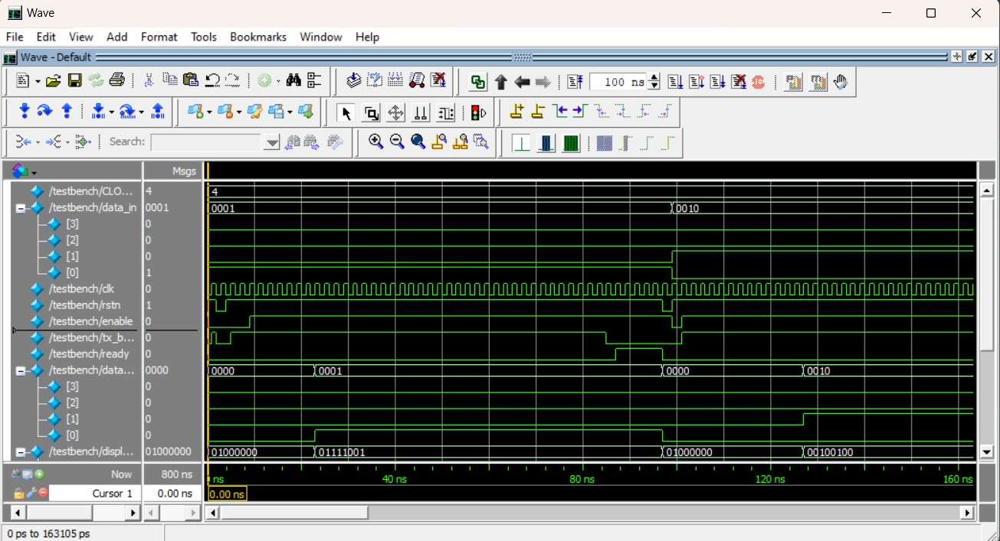 Wave
File Edit View Add Format Tools Bookmarks Window Help
Wave - Default
100 ns
Search:
Msgs
/testbench/CLO... 4 4
/testbench/data_in 0001 0001 0010
[3] 0
[2] 0
[1] 0
[0] 1
/testbench/clk 0
/testbench/rstn 1
/testbench/enable 0
/testbench/tx_b... 0
/testbench/ready 0
/testbench/data... 0000 0000 0001 0000 0010
[3] 0
[2] 0
[1] 0
[0] 0
/testbench/displ... 01000000 01000000 01111001 01000000 00100100
Now 800 ns ns 40 ns 80 ns 120 ns 160 ns
Cursor 1 0.00 ns 0.00 ns
0 ps to 163105 ps